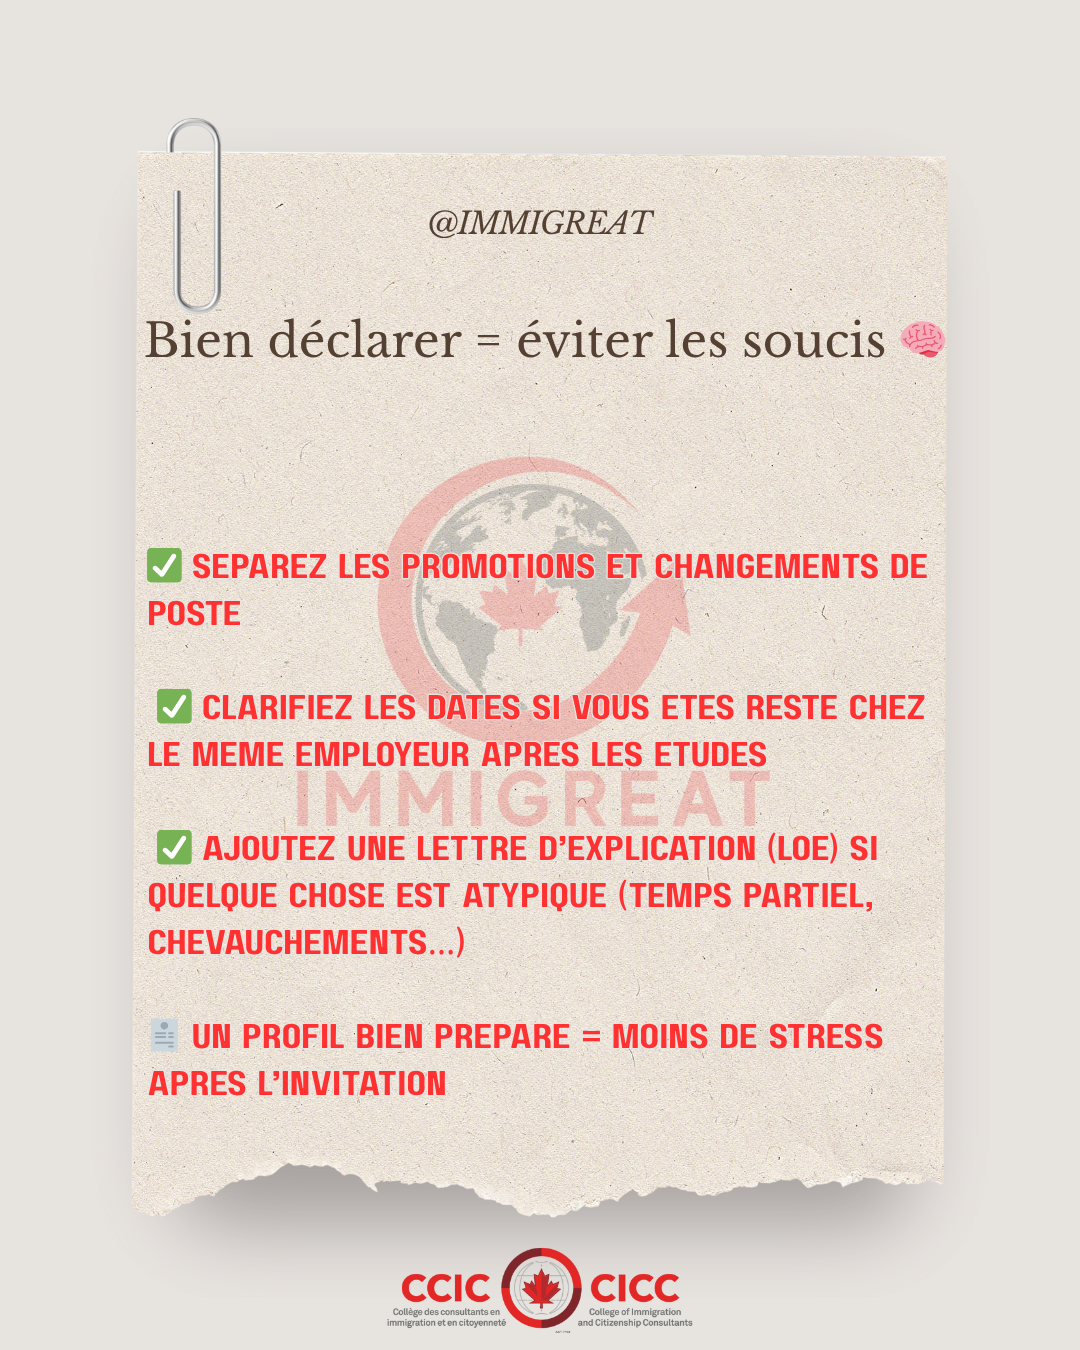 @IMMIGREAT
Bien déclarer = éviter les soucis 🧠
✅ SEPAREZ LES PROMOTIONS ET CHANGEMENTS DE
POSTE
✅ CLARIFIEZ LES DATES SI VOUS ETES RESTE CHEZ
LE MEME EMPLOYEUR APRES LES ETUDES
IMMIGREAT
✅ AJOUTEZ UNE LETTRE D'EXPLICATION (LOE) SI
QUELQUE CHOSE EST ATYPIQUE (TEMPS PARTIEL,
CHEVAUCHEMENTS...)
UN PROFIL BIEN PREPARE = MOINS DE STRESS
APRES L'INVITATION
CCIC CICC
Collège des consultants en
immigration et en citoyenneté
College of Immigration
and Citizenship Consultants